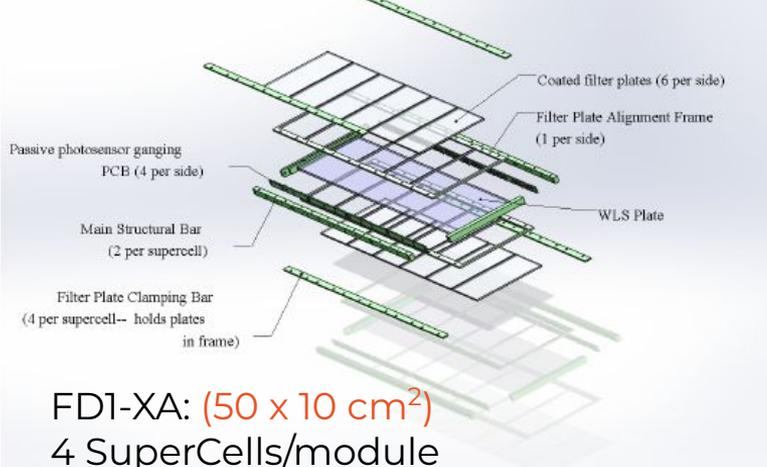 Coated filter plates (6 per side)
Filter Plate Alignment Frame
(1 per side)
Passive photosensor ganging
PCB (4 per side)
WLS Plate
Main Structural Bar
(2 per supercell)
Filter Plate Clamping Bar
(4 per supercell-- holds plates
in frame)
FD1-XA: (50 x 10 cm²)
4 SuperCells/module